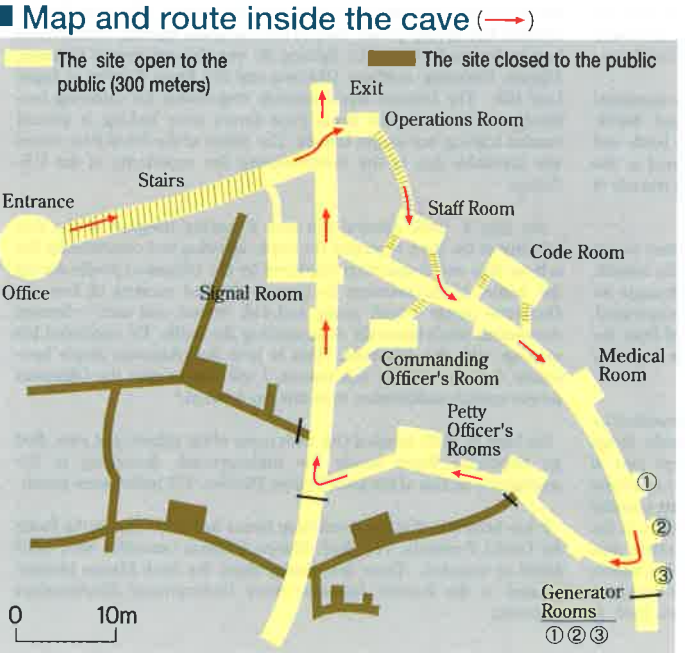 Map and route inside the cave ( )
The site open to the
public (300 meters)
The site closed to the public
Exit
Operations Room
Stairs
Entrance
Staff Room
Code Room
Office
Signal Room
Commanding
Officer's Room
Medical
Room
Petty
Officer's
Rooms
①
②
③
Generator
Rooms
①②③
0 10m